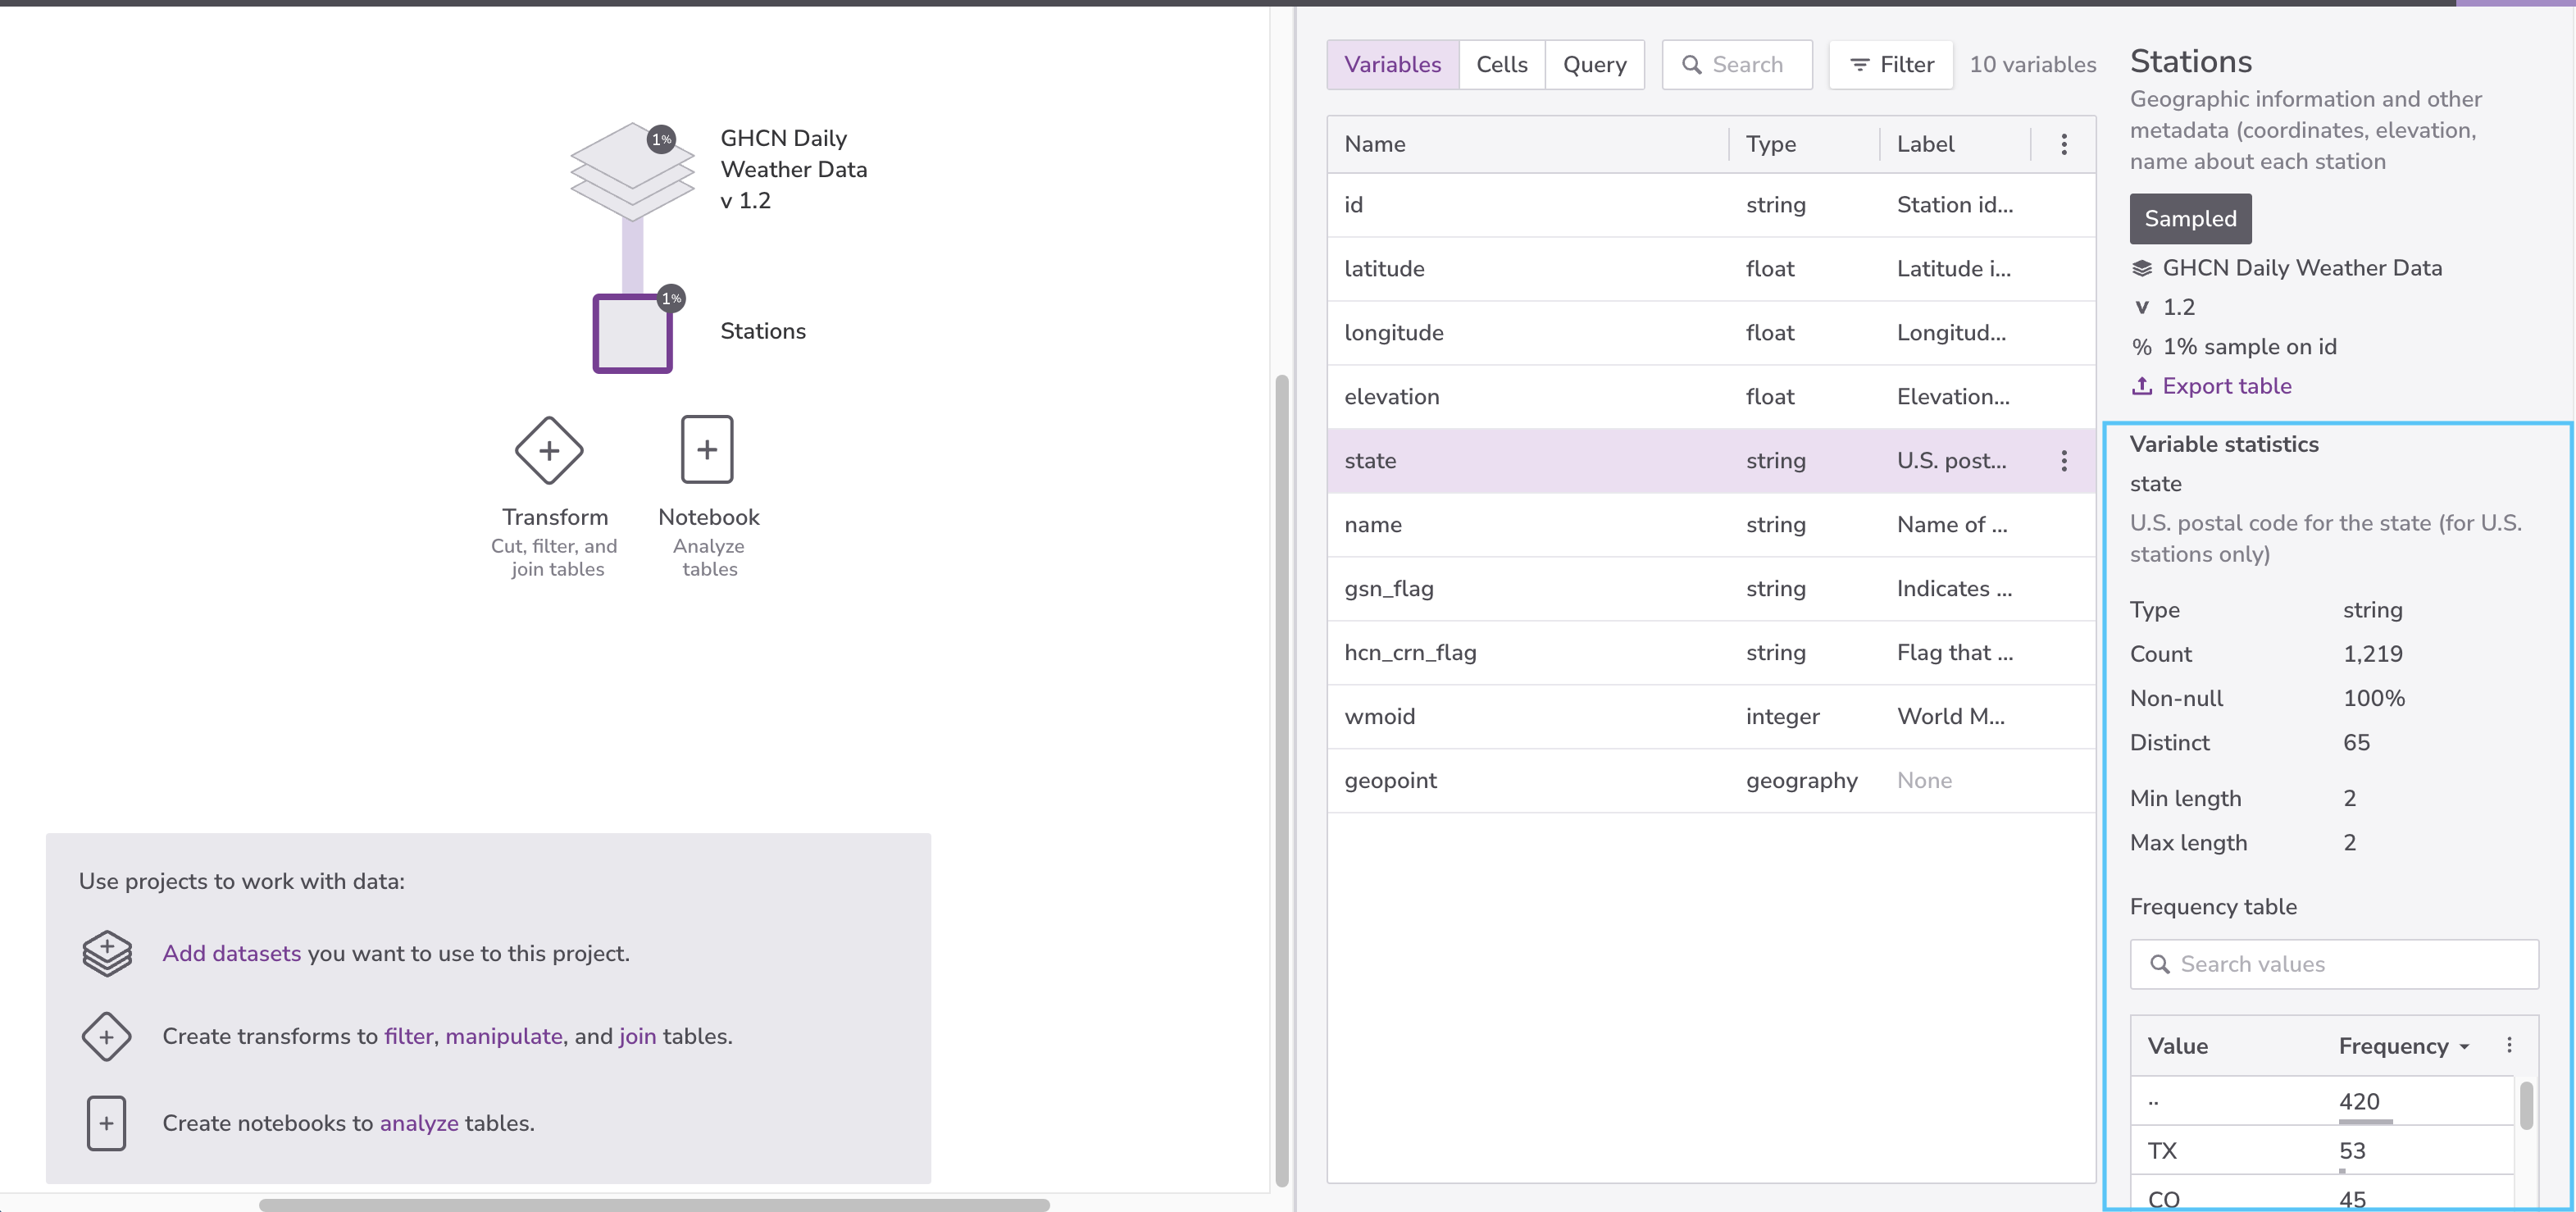 1%
GHCN Daily
Weather Data
v 1.2
1%
Stations
Transform
Cut, filter, and
join tables
Notebook
Analyze
tables
Use projects to work with data:
Add datasets you want to use to this project.
Create transforms to filter, manipulate, and join tables.
Create notebooks to analyze tables.
Variables Cells Query Search Filter 10 variables
Name Type Label
id string Station id...
latitude float Latitude i...
longitude float Longitud...
elevation float Elevation...
state string U.S. post...
name string Name of ...
gsn_flag string Indicates ...
hcn_crn_flag string Flag that ...
wmoid integer World M...
geopoint geography None
Stations
Geographic information and other
metadata (coordinates, elevation,
name about each station
Sampled
GHCN Daily Weather Data
v 1.2
% 1% sample on id
Export table
Variable statistics
state
U.S. postal code for the state (for U.S.
stations only)
Type string
Count 1,219
Non-null 100%
Distinct 65
Min length 2
Max length 2
Frequency table
Search values
Value Frequency
.. 420
TX 53
CO 45